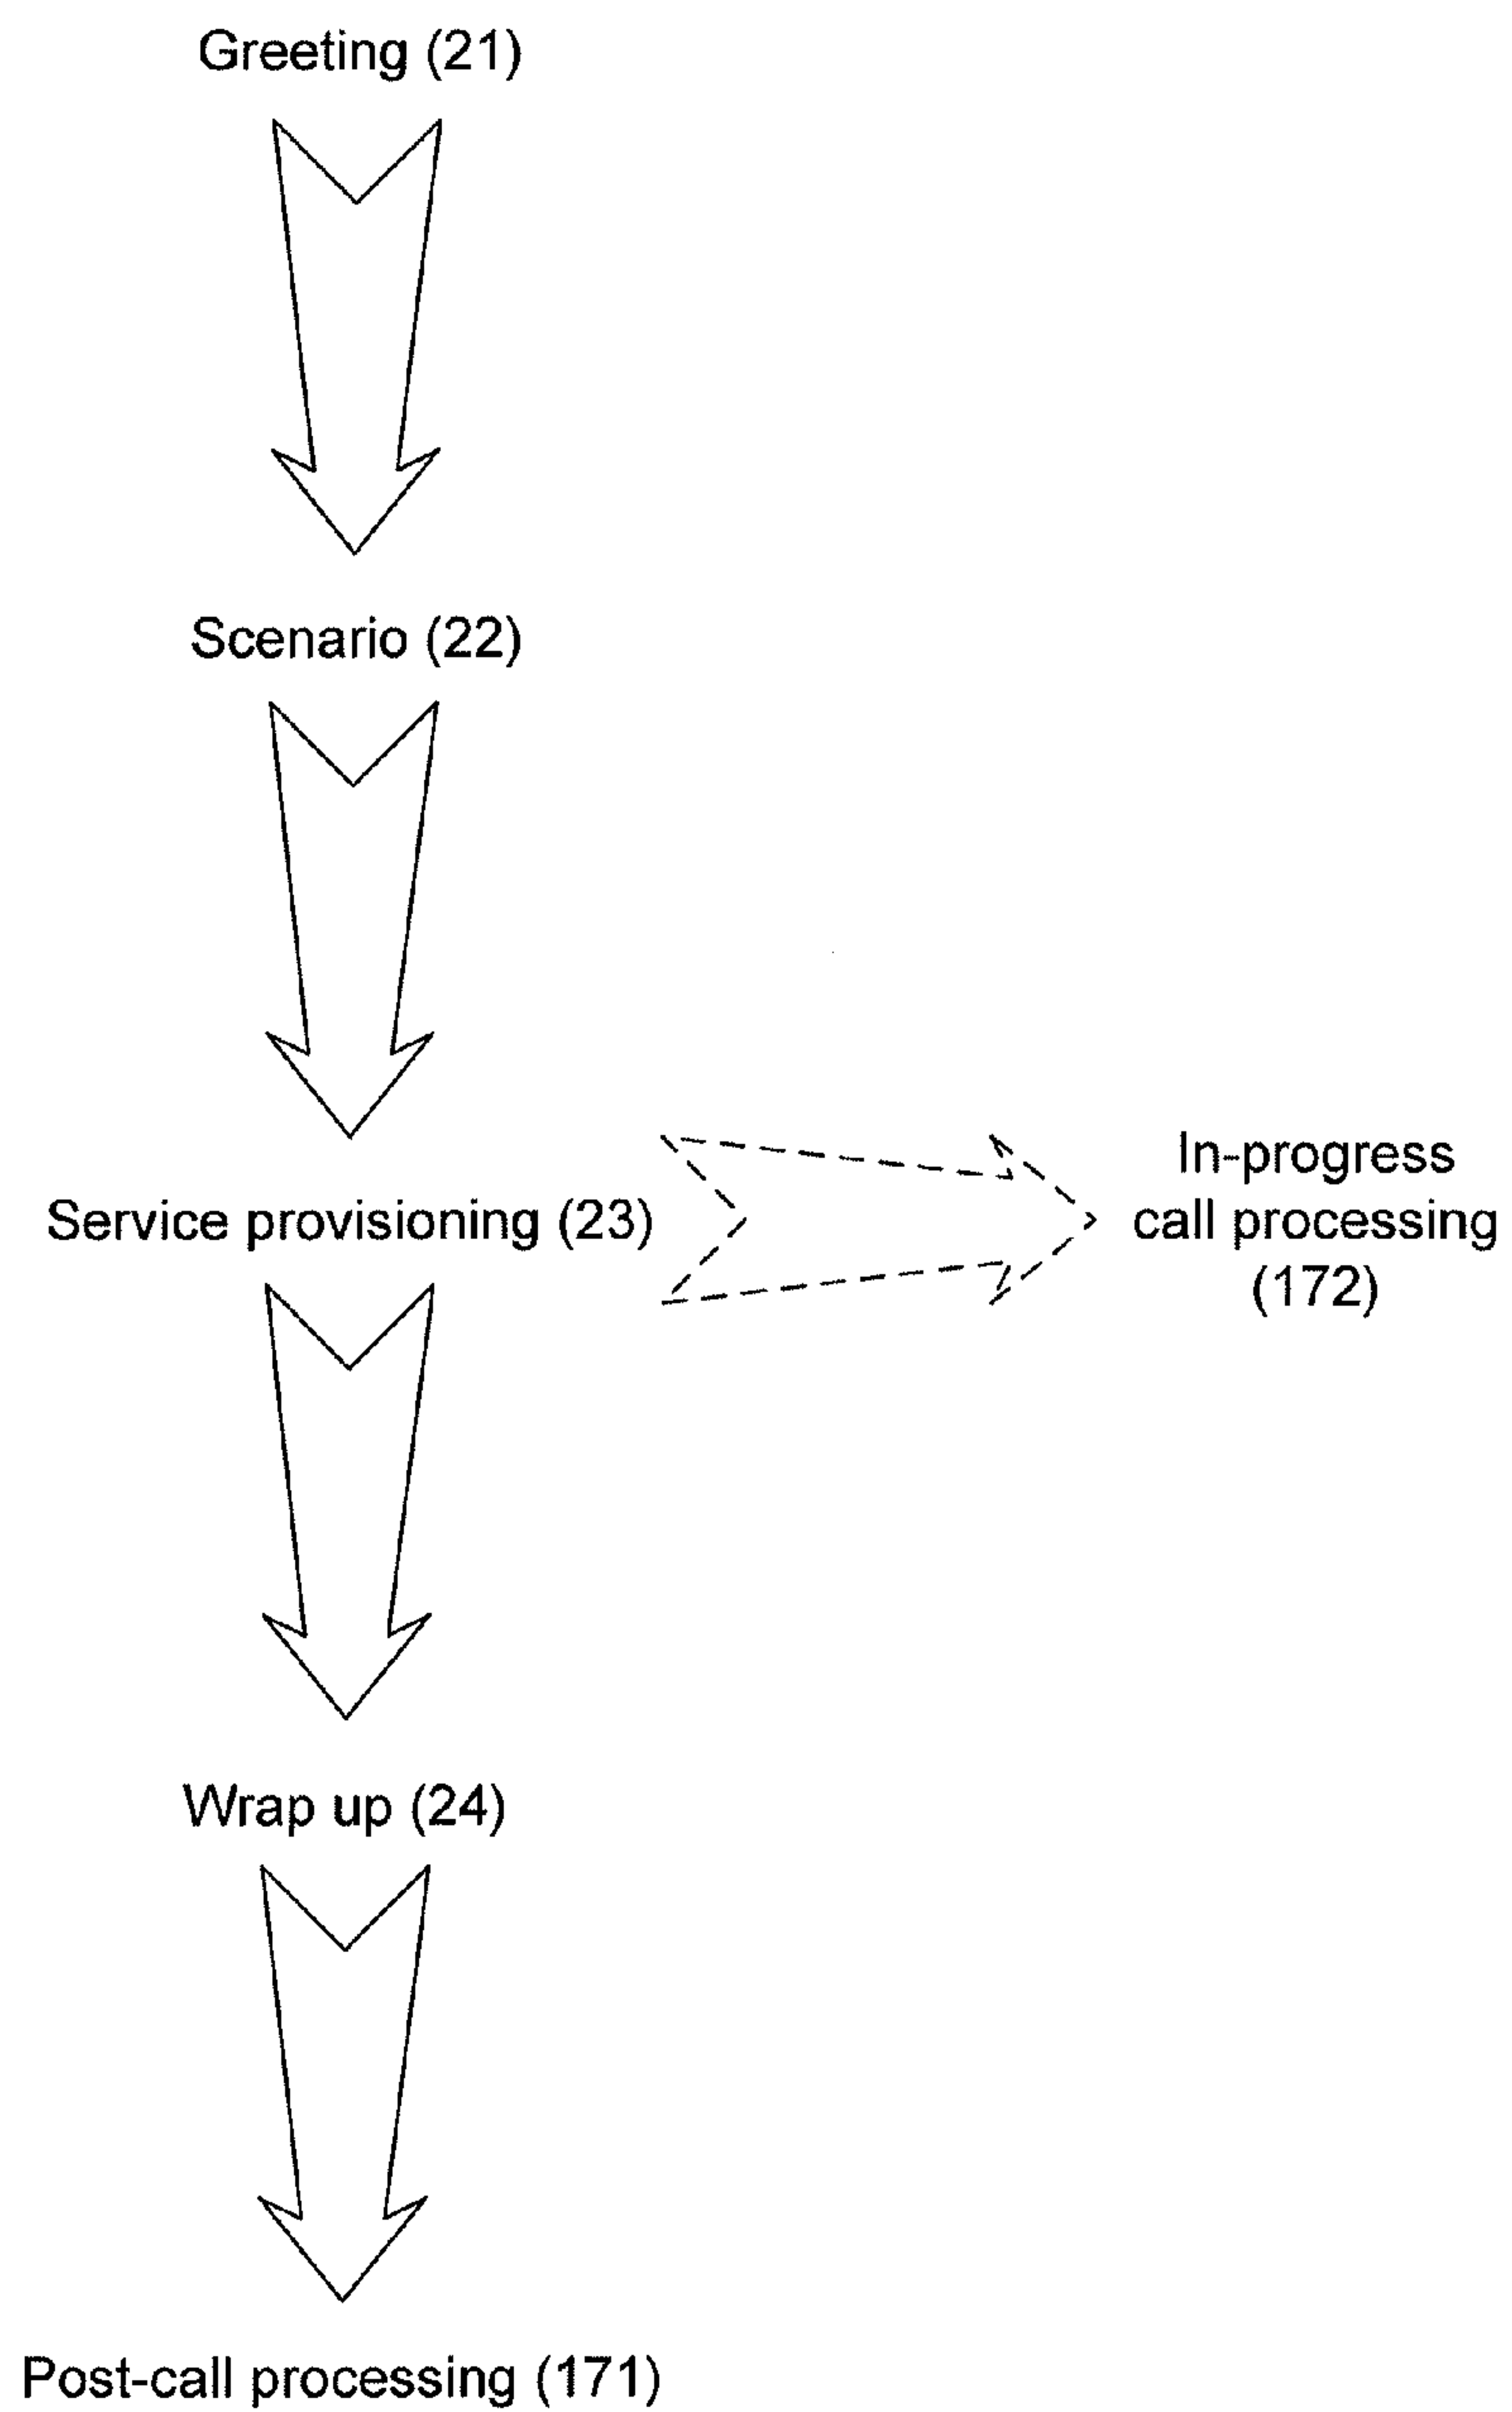 Greeting (21)
Scenario (22)
Service provisioning (23)
In-progress
call processing
(172)
Wrap up (24)
Post-call processing (171)